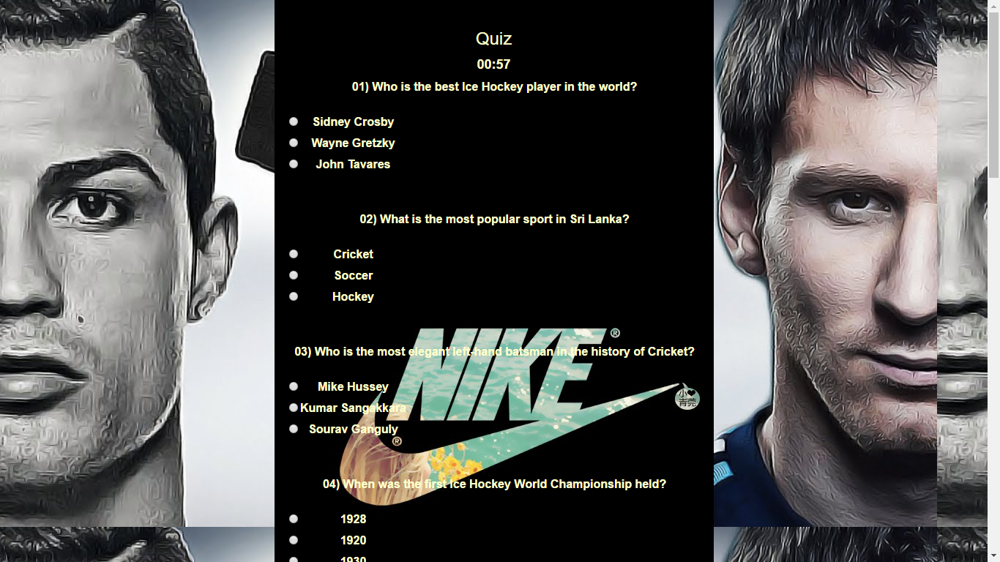 Quiz
00:57
01) Who is the best Ice Hockey player in the world?
Sidney Crosby
Wayne Gretzky
John Tavares
02) What is the most popular sport in Sri Lanka?
Cricket
Soccer
Hockey
NIKE®
03) Who is the most elegant left-hand batsman in the history of Cricket?
Mike Hussey
小❤
青莞
Kumar Sangakkara
Sourav Ganguly
®
04) When was the first Ice Hockey World Championship held?
1928
1920
1930